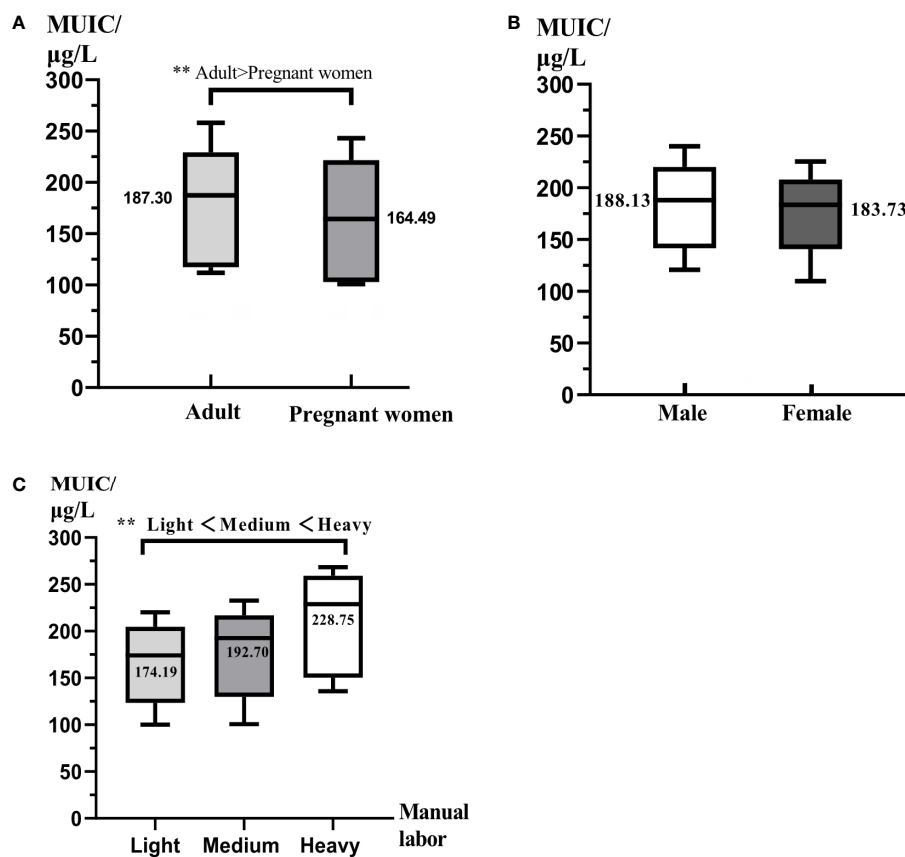 A
MUIC/
µg/L
** Adult>Pregnant women
300
250
200
150
100
50
0
187.30
164.49
Adult
Pregnant women
B
MUIC/
µg/L
300
250
200
150
100
50
0
188.13
183.73
Male
Female
C
MUIC/
µg/L
** Light < Medium < Heavy
300
250
200
150
100
50
0
174.19
192.70
228.75
Light
Medium
Heavy
Manual
labor